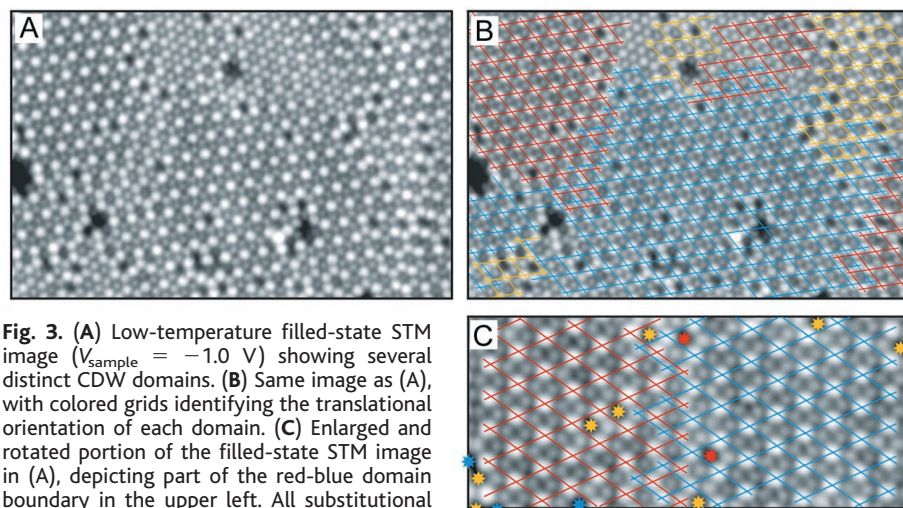 A
B
Fig. 3. (A) Low-temperature filled-state STM
image (Vsample = −1.0 V) showing several
distinct CDW domains. (B) Same image as (A),
with colored grids identifying the translational
orientation of each domain. (C) Enlarged and
rotated portion of the filled-state STM image
in (A), depicting part of the red-blue domain
boundary in the upper left. All substitutional
C